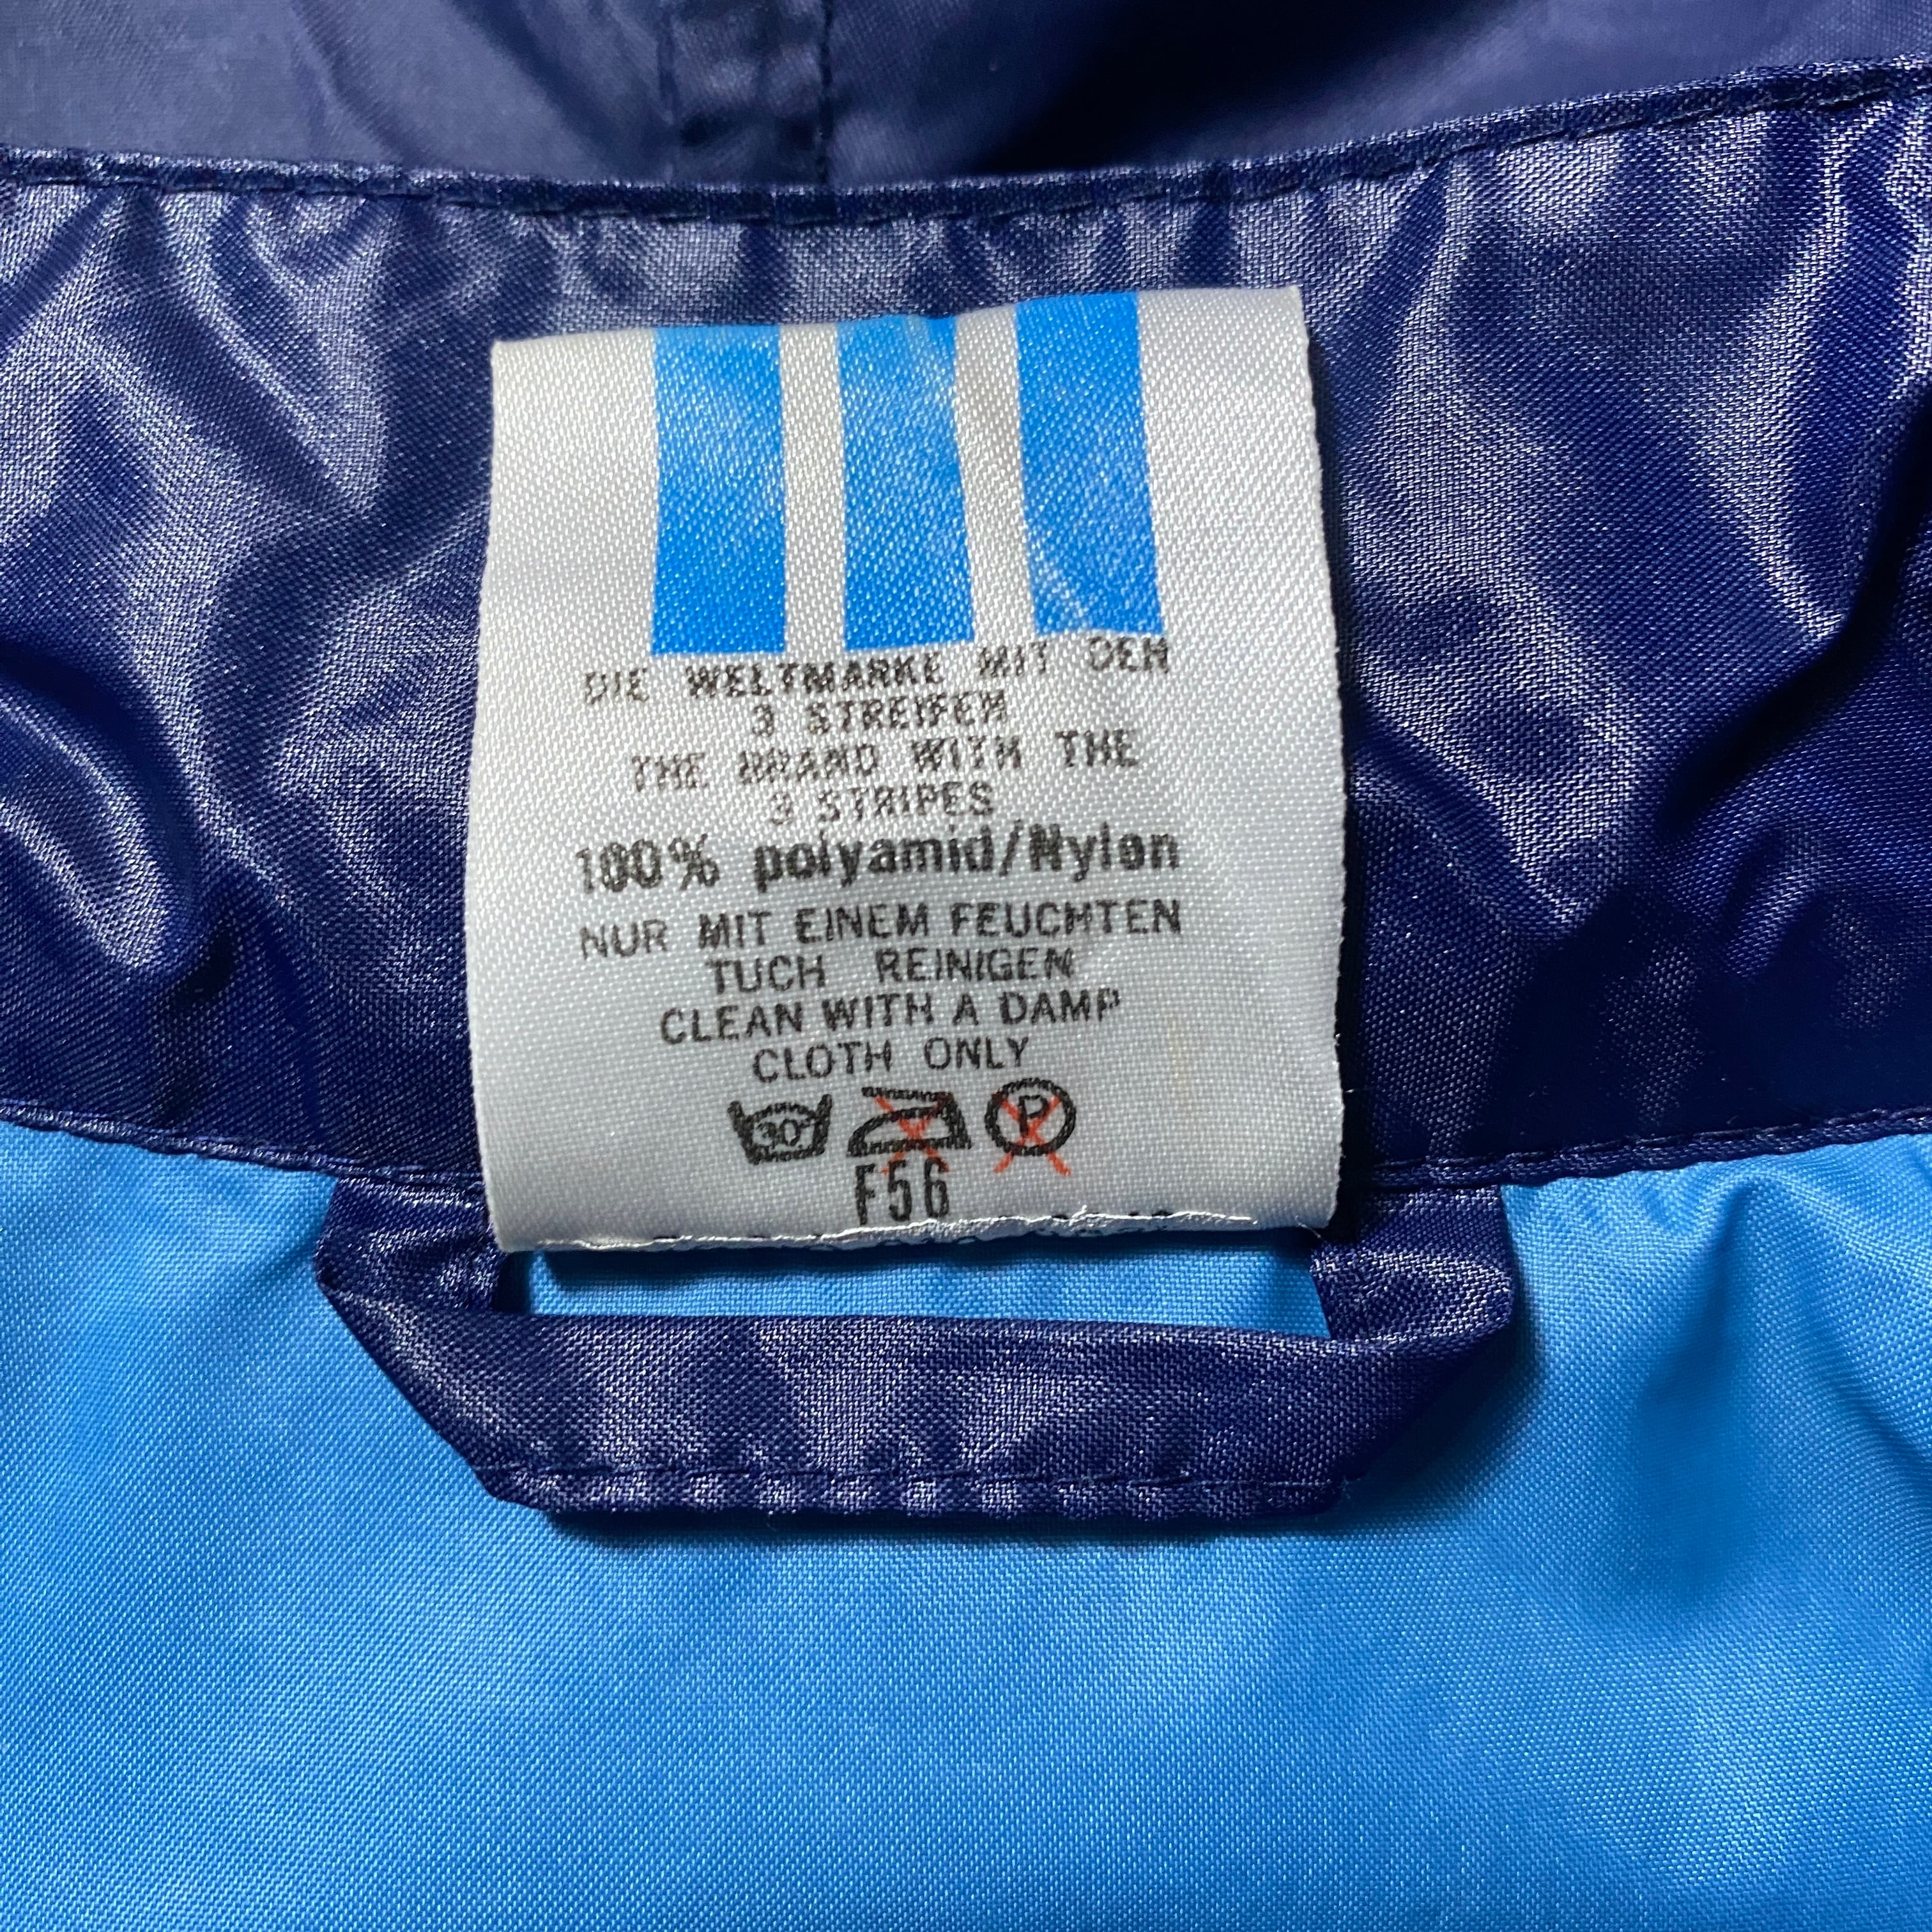 DIE WELTMARKE MIT DEN
3 STREIFEN
THE BRAND WITH THE
3 STRIPES
100% polyamid/Nylon
NUR MIT EINEM FEUCHTEN
TUCH REINIGEN
CLEAN WITH A DAMP
CLOTH ONLY
30° P
F56